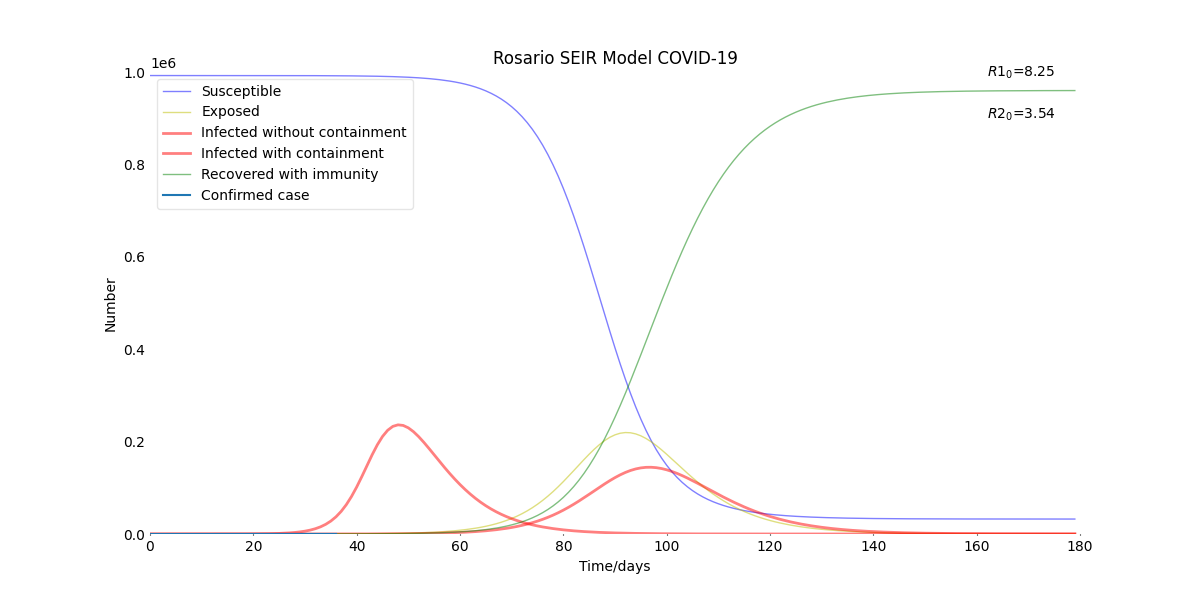 Rosario SEIR Model COVID-19
1e6
R1₀=8.25
R2₀=3.54
Susceptible
Exposed
Infected without containment
Infected with containment
Recovered with immunity
Confirmed case
Number
1.0
0.8
0.6
0.4
0.2
0.0
0 20 40 60 80 100 120 140 160 180
Time/days